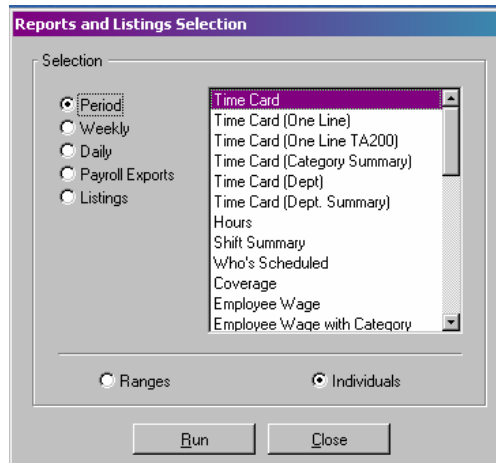 Reports and Listings Selection
Selection
Period
Weekly
Daily
Payroll Exports
Listings
Time Card
Time Card (One Line)
Time Card (One Line TA200)
Time Card (Category Summary)
Time Card (Dept)
Time Card (Dept. Summary)
Hours
Shift Summary
Who's Scheduled
Coverage
Employee Wage
Employee Wage with Category
Ranges
Individuals
Run
Close